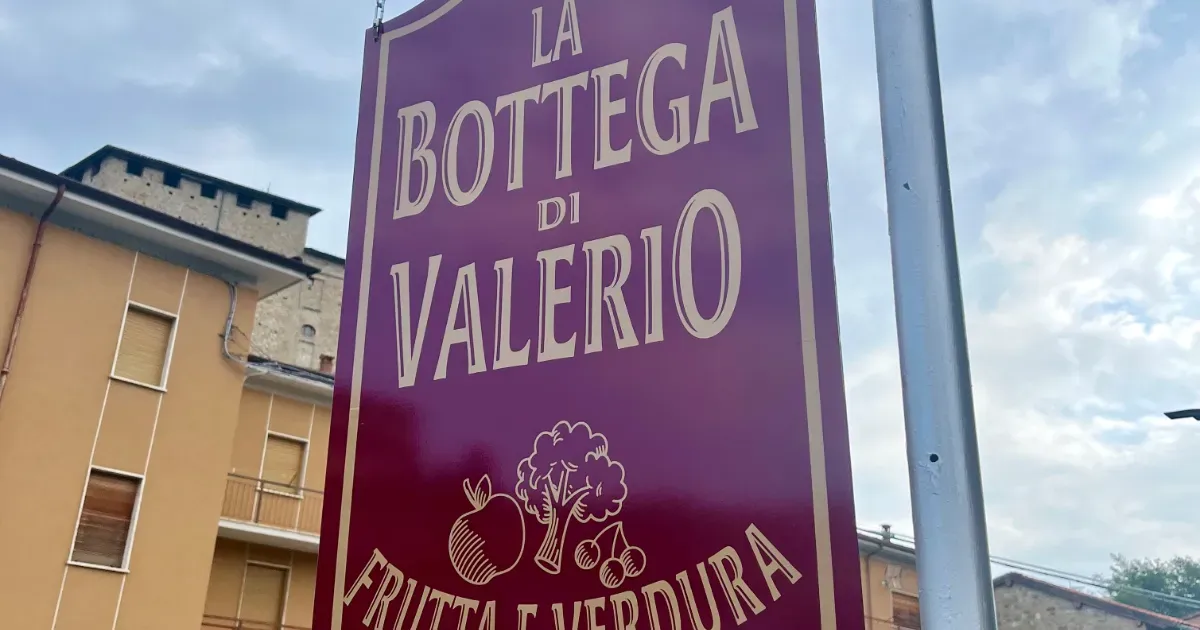 LA
BOTTEGA
DI
VALERIO
FRUTTA E VERDURA